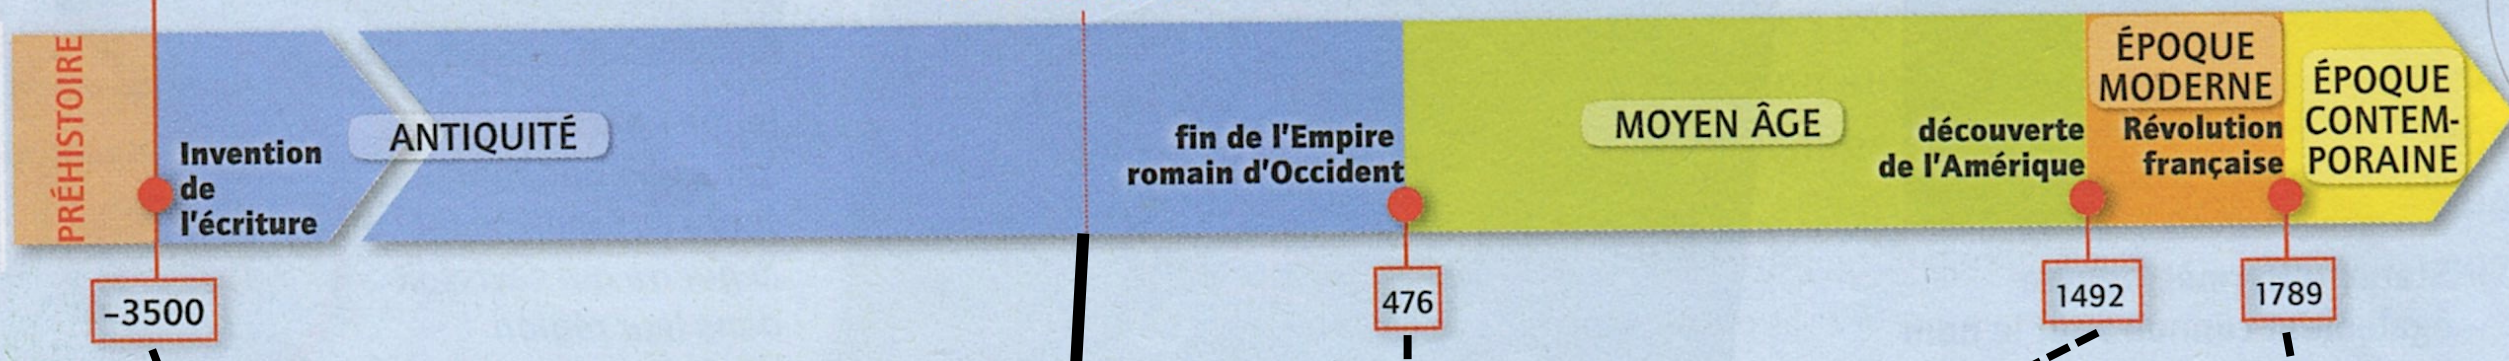 PRÉHISTOIRE
Invention
de
l'écriture
-3500
ANTIQUITÉ
fin de l'Empire
romain d'Occident
476
MOYEN ÂGE
découverte
de l'Amérique
1492
ÉPOQUE
MODERNE
Révolution
française
1789
ÉPOQUE
CONTEM-
PORAINE